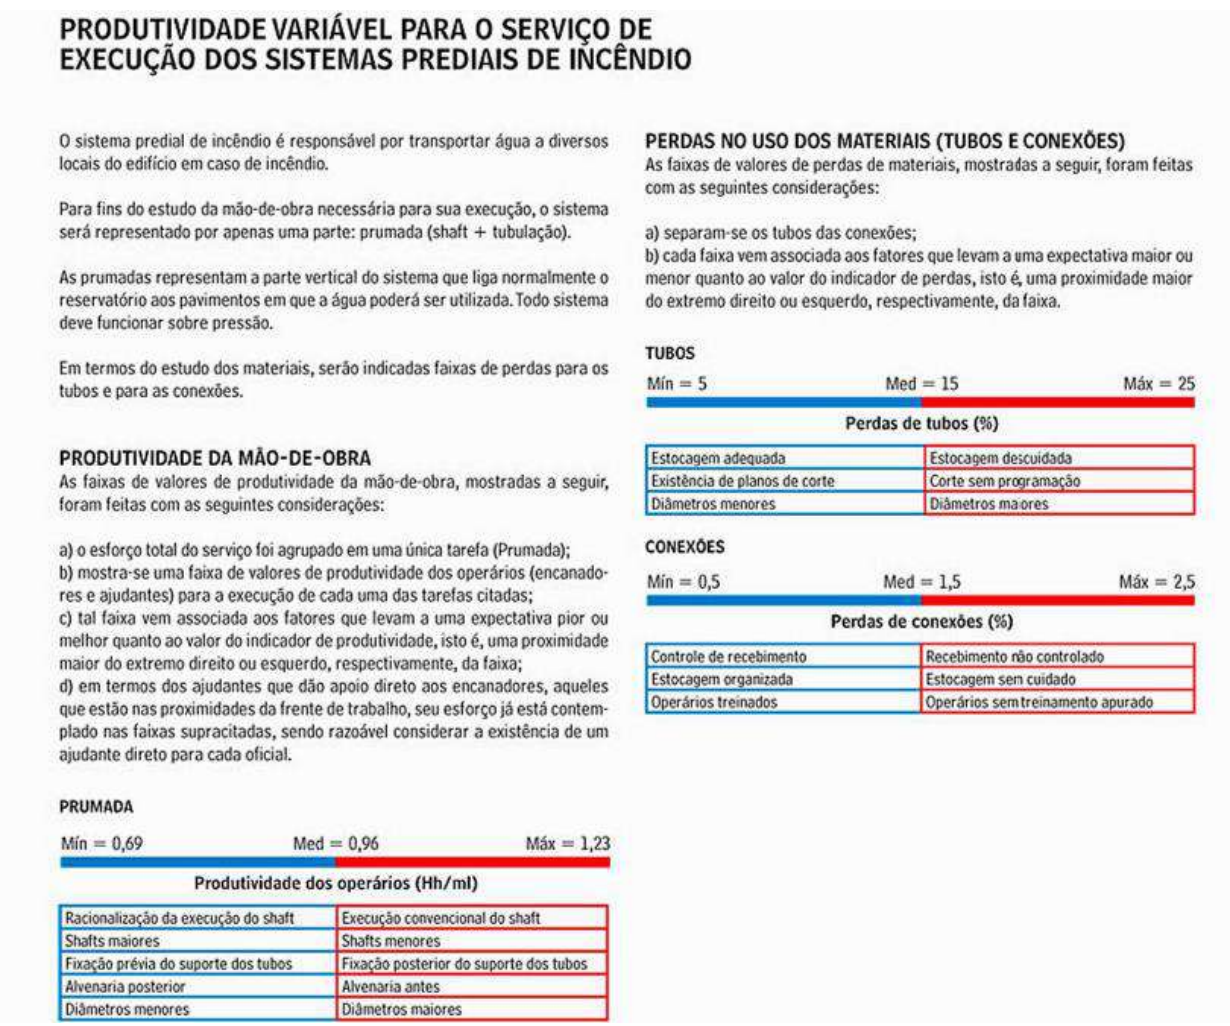 PRODUTIVIDADE VARIÁVEL PARA O SERVIÇO DE
EXECUÇÃO DOS SISTEMAS PREDIAIS DE INCÊNDIO
O sistema predial de incêndio é responsável por transportar água a diversos
locais do edifício em caso de incêndio.
Para fins do estudo da mão-de-obra necessária para sua execução, o sistema
será representado por apenas uma parte: prumada (shaft + tubulação).
As prumadas representam a parte vertical do sistema que liga normalmente o
reservatório aos pavimentos em que a água poderá ser utilizada. Todo sistema
deve funcionar sobre pressão.
Em termos do estudo dos materiais, serão indicadas faixas de perdas para os
tubos e para as conexões.
PRODUTIVIDADE DA MÃO-DE-OBRA
As faixas de valores de produtividade da mão-de-obra, mostradas a seguir,
foram feitas com as seguintes considerações:
a) o esforço total do serviço foi agrupado em uma única tarefa (Prumada);
b) mostra-se uma faixa de valores de produtividade dos operários (encanado-
res e ajudantes) para a execução de cada uma das tarefas citadas;
c) tal faixa vem associada aos fatores que levam a uma expectativa pior ou
melhor quanto ao valor do indicador de produtividade, isto é, uma proximidade
maior do extremo direito ou esquerdo, respectivamente, da faixa;
d) em termos dos ajudantes que dão apoio direto aos encanadores, aqueles
que estão nas proximidades da frente de trabalho, seu esforço já está contem-
plado nas faixas supracitadas, sendo razoável considerar a existência de um
ajudante direto para cada oficial.
PRUMADA
Mín = 0,69 Med = 0,96 Máx = 1,23
Produtividade dos operários (Hh/ml)
Racionalização da execução do shaft Execução convencional do shaft
Shafts maiores Shafts menores
Fixação prévia do suporte dos tubos Fixação posterior do suporte dos tubos
Alvenaria posterior Alvenaria antes
Diâmetros menores Diâmetros maiores
PERDAS NO USO DOS MATERIAIS (TUBOS E CONEXÕES)
As faixas de valores de perdas de materiais, mostradas a seguir, foram feitas
com as seguintes considerações:
a) separam-se os tubos das conexões;
b) cada faixa vem associada aos fatores que levam a uma expectativa maior ou
menor quanto ao valor do indicador de perdas, isto é, uma proximidade maior
do extremo direito ou esquerdo, respectivamente, da faixa.
TUBOS
Mín = 5 Med = 15 Máx = 25
Perdas de tubos (%)
Estocagem adequada Estocagem descuidada
Existência de planos de corte Corte sem programação
Diâmetros menores Diâmetros maiores
CONEXÕES
Mín = 0,5 Med = 1,5 Máx = 2,5
Perdas de conexões (%)
Controle de recebimento Recebimento não controlado
Estocagem organizada Estocagem sem cuidado
Operários treinados Operários sem treinamento apurado